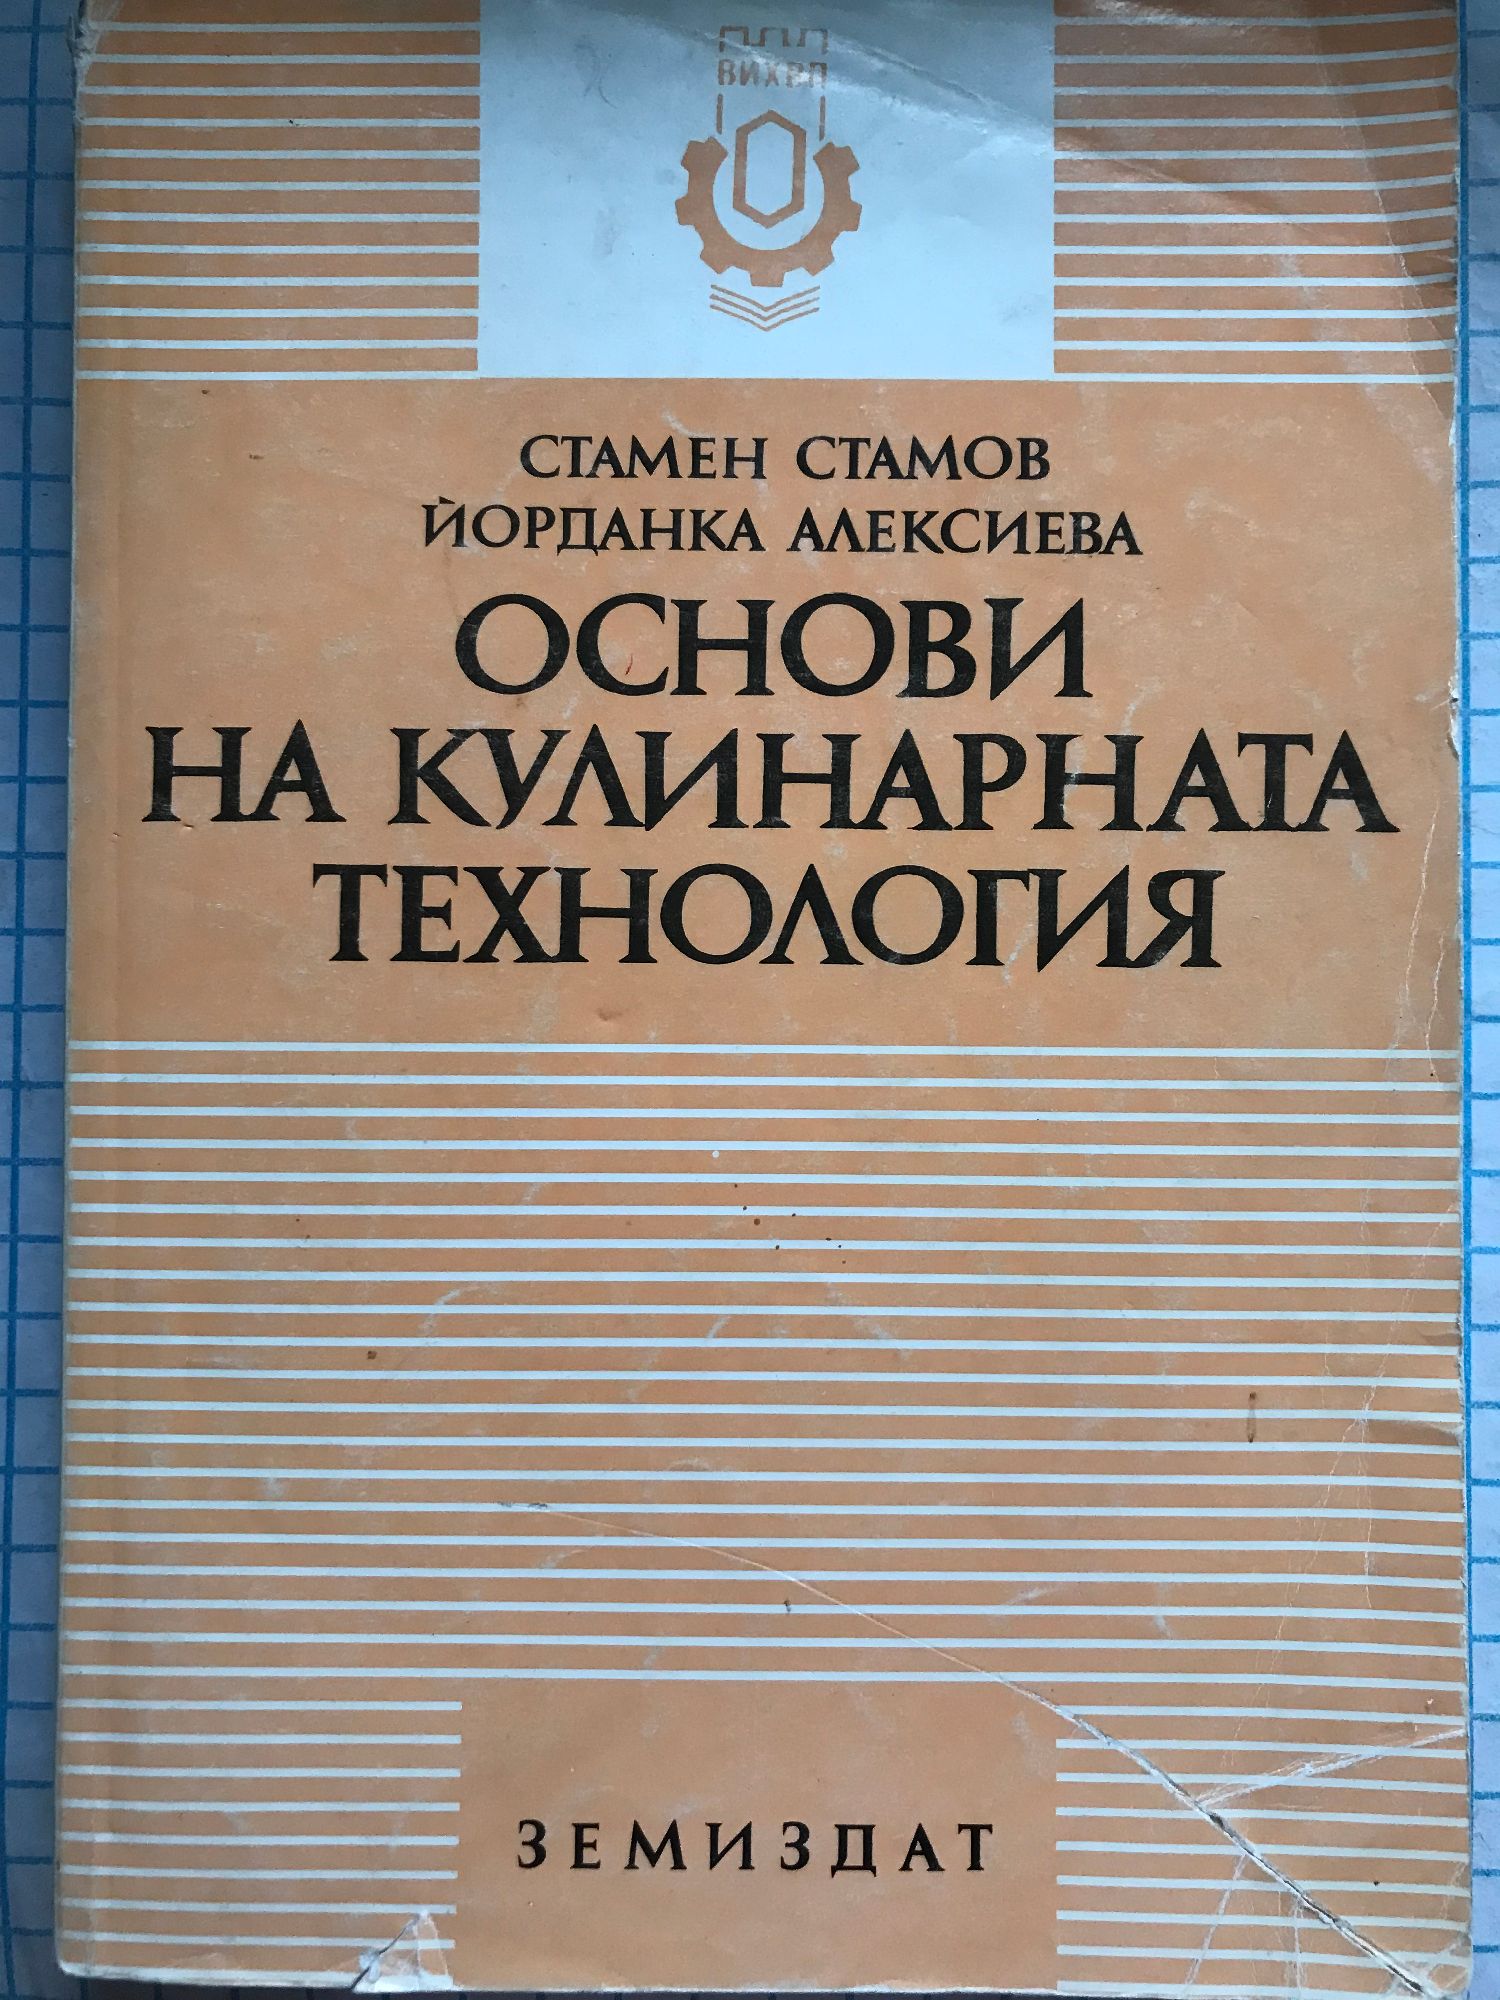 ВИХВП
СТАМЕН СТАМОВ
ЙОРДАНКА АЛЕКСИЕВА
ОСНОВИ
НА КУЛИНАРНАТА
ТЕХНОЛОГИЯ
ЗЕМИЗДАТ